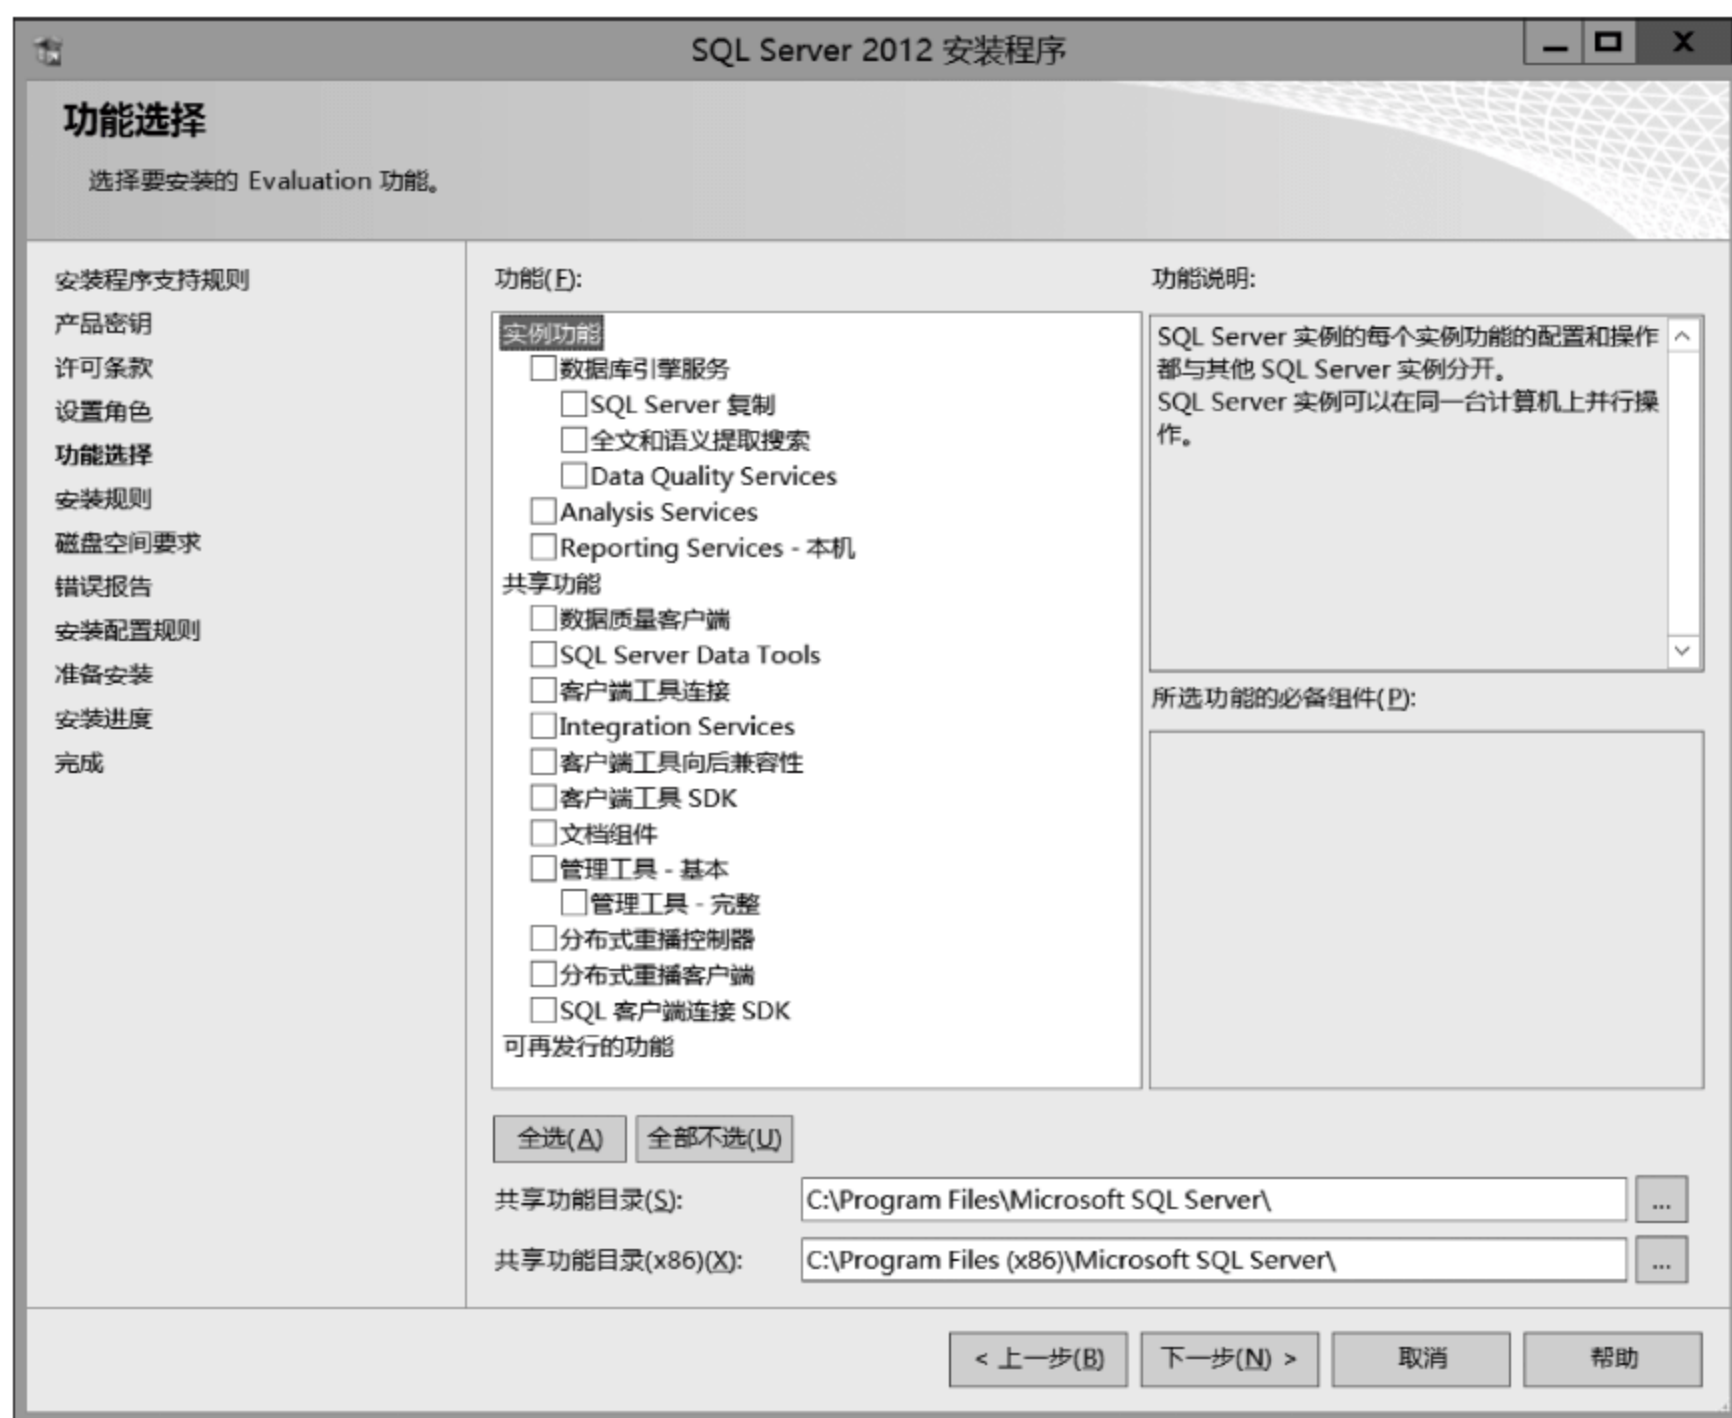 SQL Server 2012 安装程序
功能选择
选择要安装的 Evaluation 功能。
安装程序支持规则
产品密钥
许可条款
设置角色
功能选择
安装规则
磁盘空间要求
错误报告
安装配置规则
准备安装
安装进度
完成
功能(F):
实例功能
数据库引擎服务
SQL Server 复制
全文和语义提取搜索
Data Quality Services
Analysis Services
Reporting Services - 本机
共享功能
数据质量客户端
SQL Server Data Tools
客户端工具连接
Integration Services
客户端工具向后兼容性
客户端工具 SDK
文档组件
管理工具 - 基本
管理工具 - 完整
分布式重播控制器
分布式重播客户端
SQL 客户端连接 SDK
可再发行的功能
功能说明:
SQL Server 实例的每个实例功能的配置和操作
都与其他 SQL Server 实例分开。
SQL Server 实例可以在同一台计算机上并行操
作。
所选功能的必备组件(P):
全选(A)
全部不选(U)
共享功能目录(S):
C:\Program Files\Microsoft SQL Server\
...
共享功能目录(x86)(X):
C:\Program Files (x86)\Microsoft SQL Server\
...
< 上一步(B)
下一步(N) >
取消
帮助